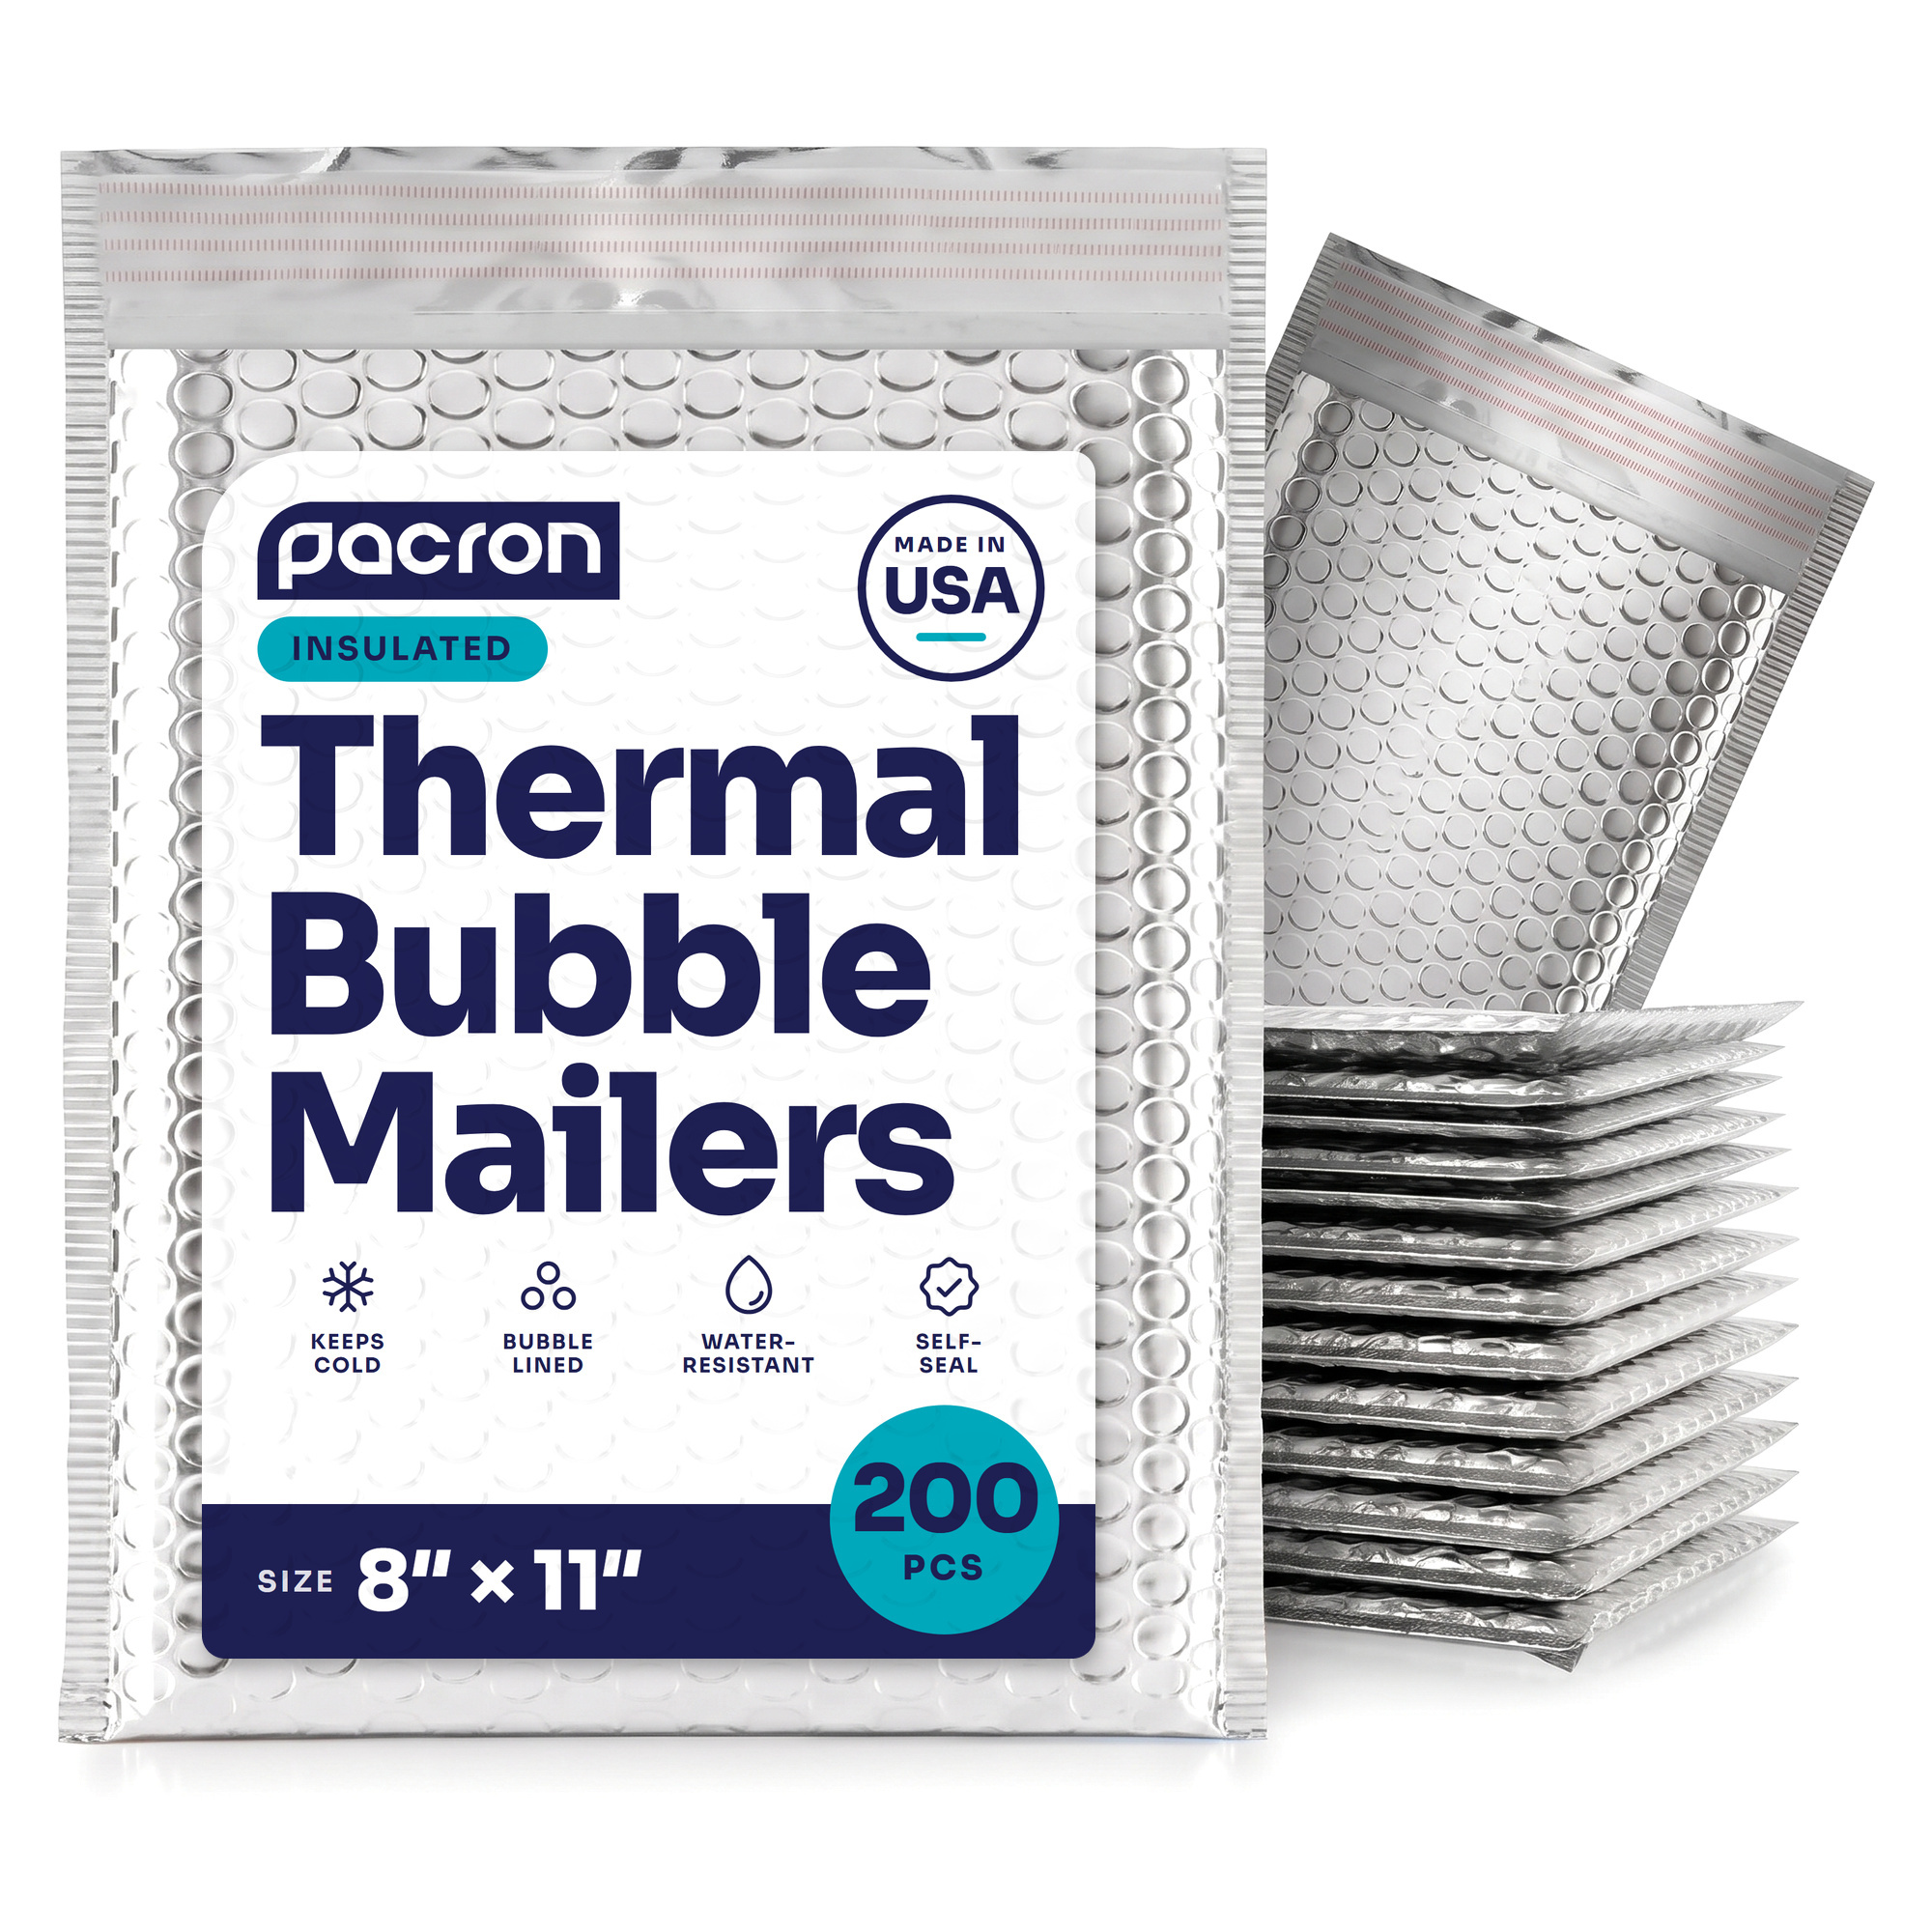 pacron
MADE IN
USA
INSULATED
Thermal
Bubble
Mailers
KEEPS
COLD
BUBBLE
LINED
WATER-
RESISTANT
SELF-
SEAL
200
PCS
SIZE 8" × 11"